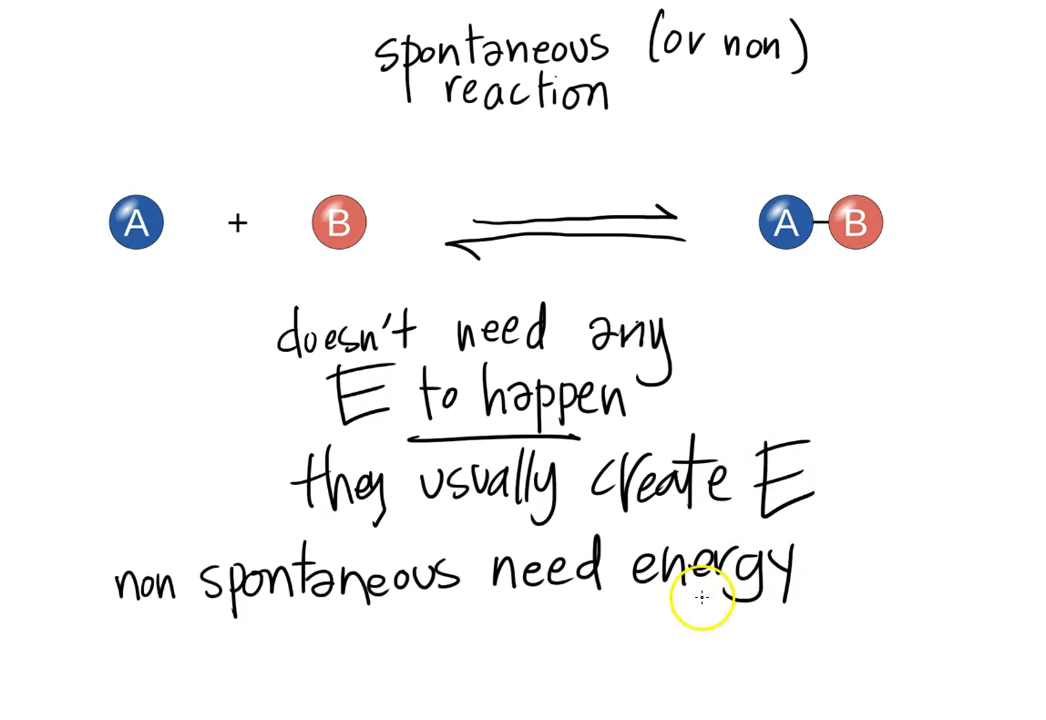 spontaneous (or non)
reaction
A + B A-B
doesn't need any
E to happen
they usually create E
non spontaneous need energy